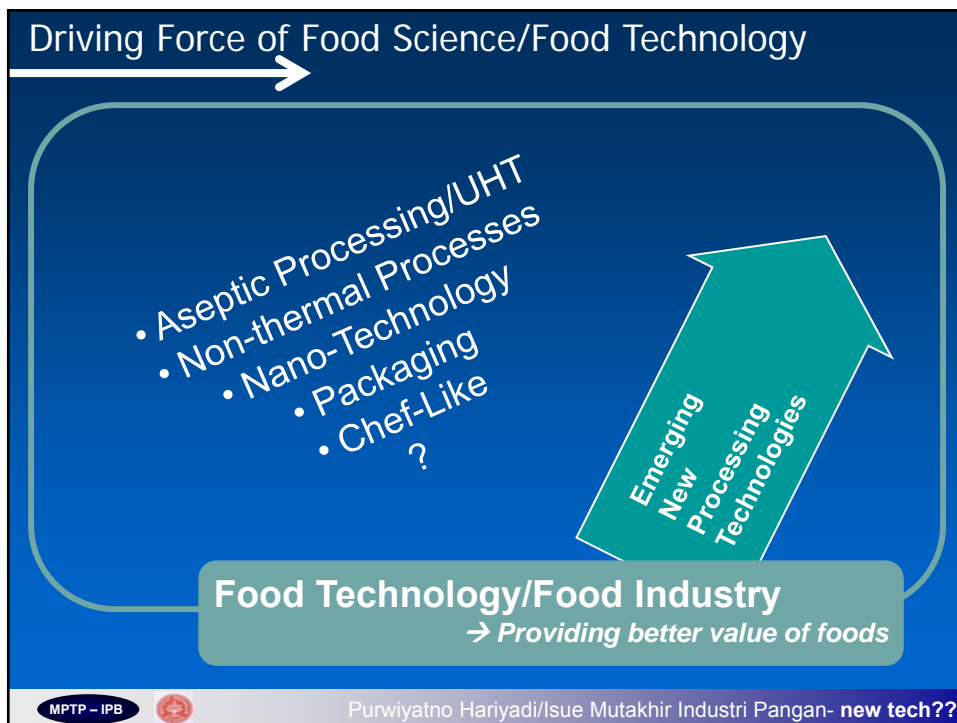 Driving Force of Food Science/Food Technology
• Aseptic Processing/UHT
• Non-thermal Processes
• Nano-Technology
• Packaging
• Chef-Like
?
Emerging
New
Processing
Technologies
Food Technology/Food Industry
→ Providing better value of foods
MPTP – IPB
Purwiyatno Hariyadi/Isue Mutakhir Industri Pangan- new tech??